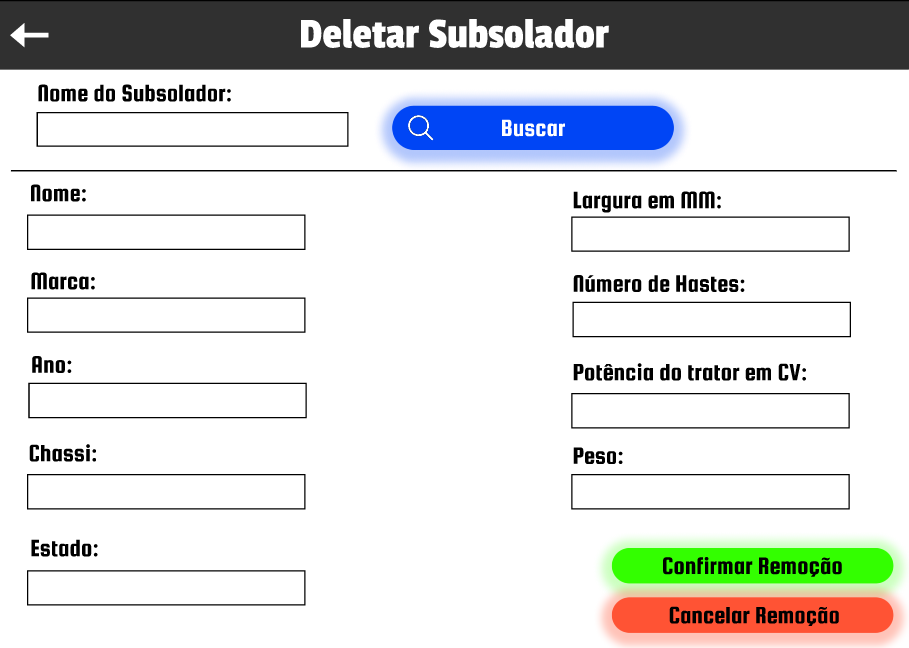 Deletar Subsolador
Nome do Subsolador:
Buscar
Nome:
Marca:
Ano:
Chassi:
Estado:
Largura em MM:
Número de Hastes:
Potência do trator em CV:
Peso:
Confirmar Remoção
Cancelar Remoção